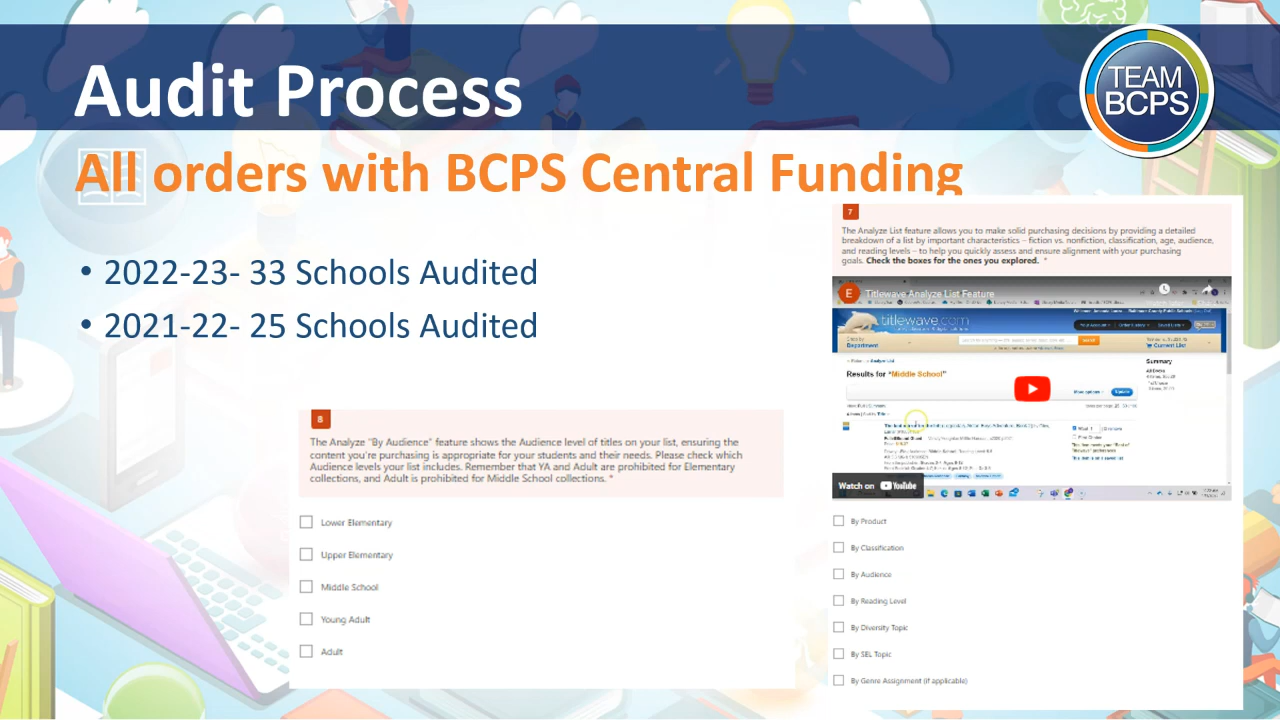 Audit Process
TEAM
BCPS
All orders with BCPS Central Funding
• 2022-23- 33 Schools Audited
• 2021-22- 25 Schools Audited
8
The Analyze "By Audience" feature shows the Audience level of titles on your list, ensuring the
content you're purchasing is appropriate for your students and their needs. Please check which
Audience levels your list includes. Remember that YA and Adult are prohibited for Elementary
collections, and Adult is prohibited for Middle School collections. *
Lower Elementary
Upper Elementary
Middle School
Young Adult
Adult
7
The Analyze List feature allows you to make solid purchasing decisions by providing a detailed
breakdown of a list by important characteristics – fiction vs. nonfiction, classification, age, audience,
and reading levels – to help you quickly assess and ensure alignment with your purchasing
goals. Check the boxes for the ones you explored. *
E
Titlewave Analyze List Feature
titlewave.com
Your Account
Department
Current List
Results for "Middle School"
Summary
More options
Update
Watch on YouTube
By Product
By Classification
By Audience
By Reading Level
By Diversity Topic
By SEL Topic
By Genre Assignment (if applicable)